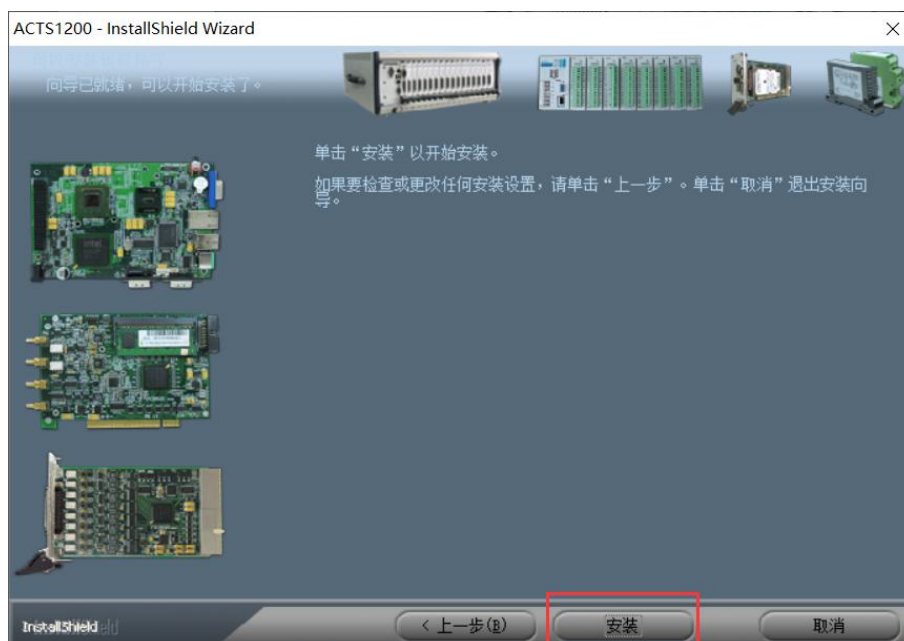 ACTS1200 - InstallShield Wizard
向导已就绪，可以开始安装了。
单击“安装”以开始安装。
如果要检查或更改任何安装设置，请单击“上一步”。单击“取消”退出安装向
导。
InstallShield
< 上一步(B)
安装
取消